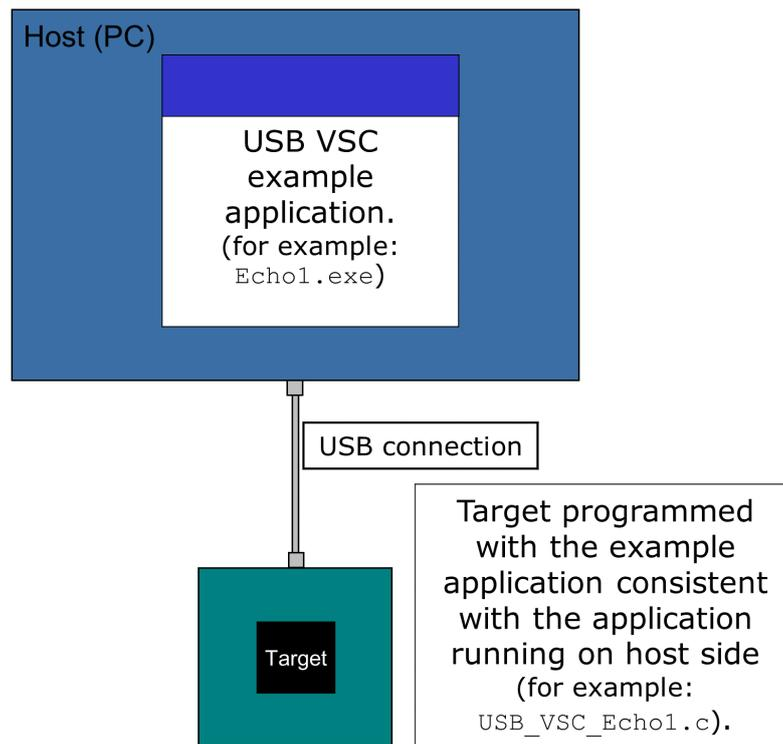 Host (PC)
USB VSC
example
application.
(for example:
Echo1.exe)
USB connection
Target programmed
with the example
application consistent
with the application
running on host side
(for example:
USB_VSC_Echo1.c).
Target